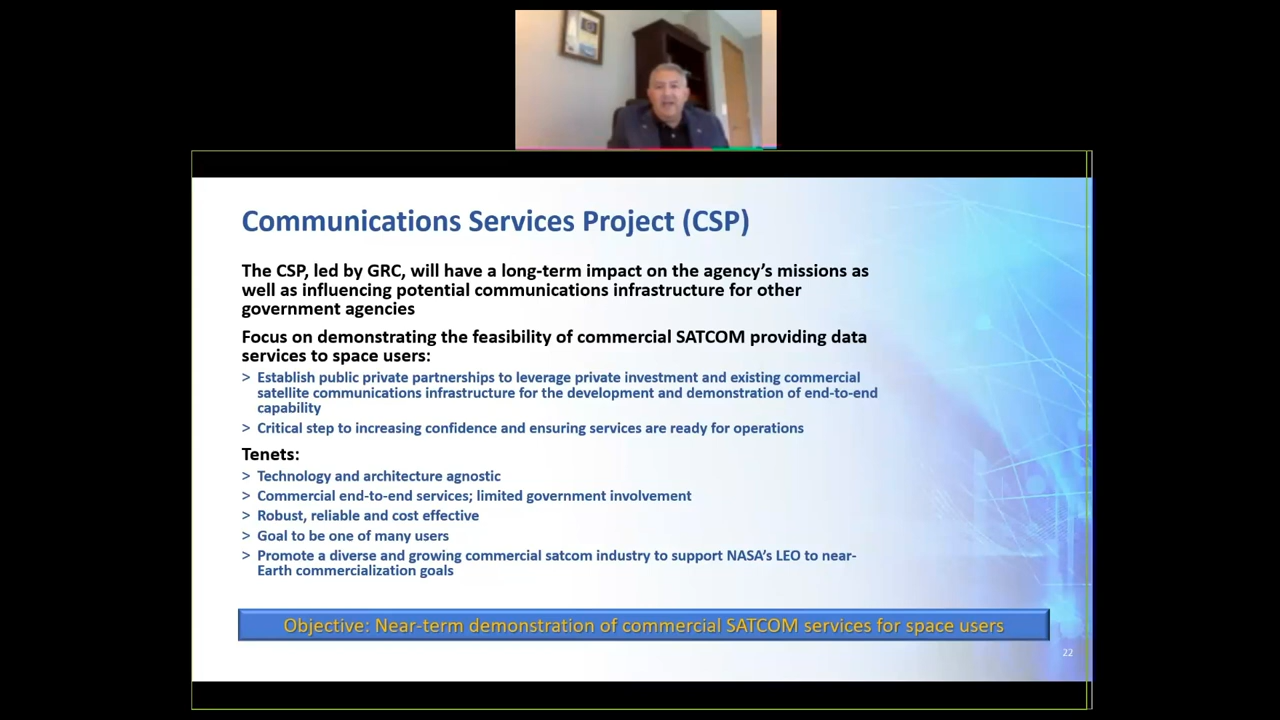 Communications Services Project (CSP)
The CSP, led by GRC, will have a long-term impact on the agency’s missions as
well as influencing potential communications infrastructure for other
government agencies
Focus on demonstrating the feasibility of commercial SATCOM providing data
services to space users:
> Establish public private partnerships to leverage private investment and existing commercial
satellite communications infrastructure for the development and demonstration of end-to-end
capability
> Critical step to increasing confidence and ensuring services are ready for operations
Tenets:
> Technology and architecture agnostic
> Commercial end-to-end services; limited government involvement
> Robust, reliable and cost effective
> Goal to be one of many users
> Promote a diverse and growing commercial satcom industry to support NASA’s LEO to near-
Earth commercialization goals
Objective: Near-term demonstration of commercial SATCOM services for space users
22